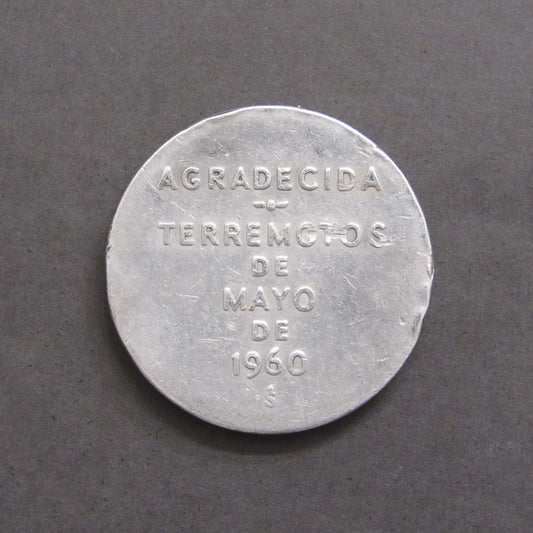 AGRADECIDA
TERREMOTOS
DE
MAYO
DE
1960
S